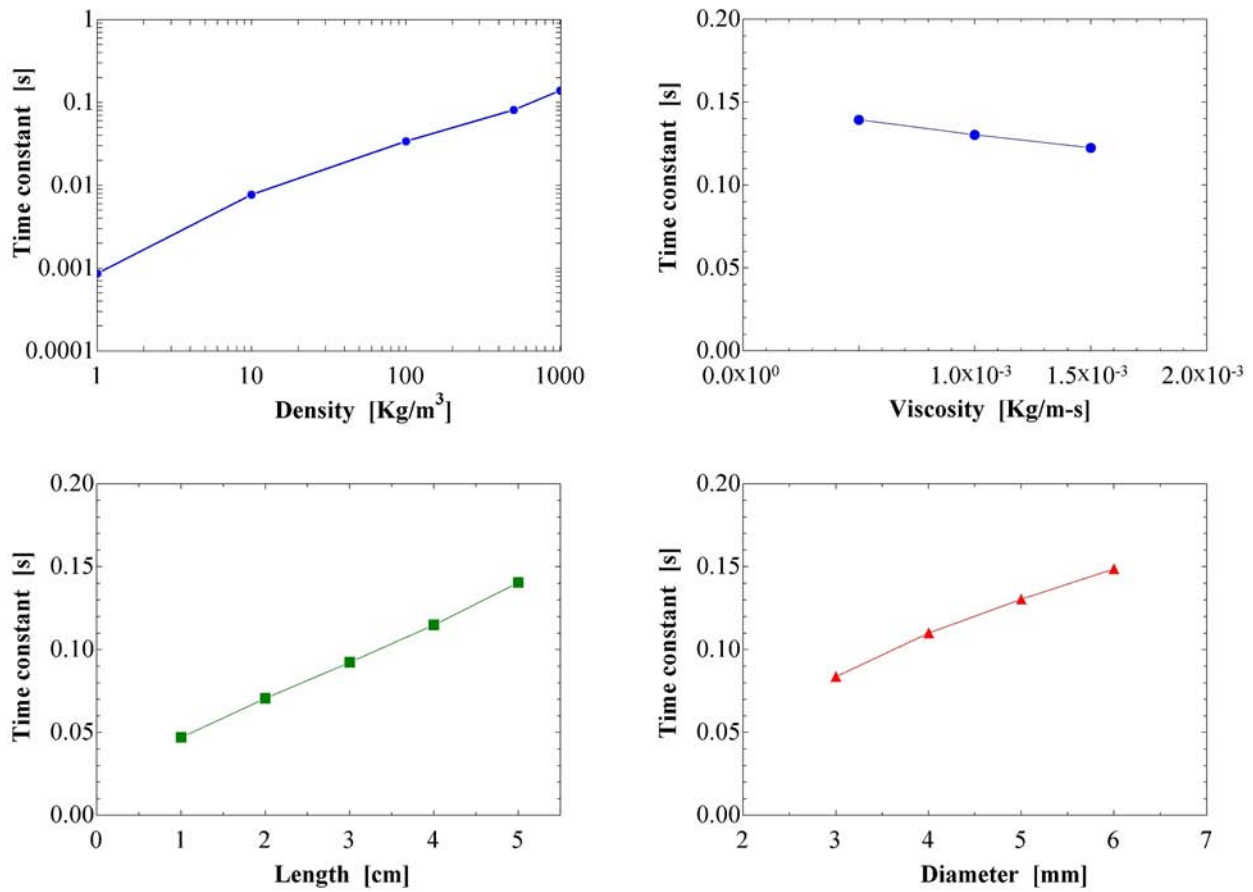 1
0.1
0.01
0.001
0.0001
Time constant [s]
1 10 100 1000
Density [Kg/m³]
0.20
0.15
0.10
0.05
0.00
Time constant [s]
0.0x10⁰ 1.0x10⁻³ 1.5x10⁻³ 2.0x10⁻³
Viscosity [Kg/m-s]
0.20
0.15
0.10
0.05
0.00
Time constant [s]
0 1 2 3 4 5
Length [cm]
0.20
0.15
0.10
0.05
0.00
Time constant [s]
2 3 4 5 6 7
Diameter [mm]